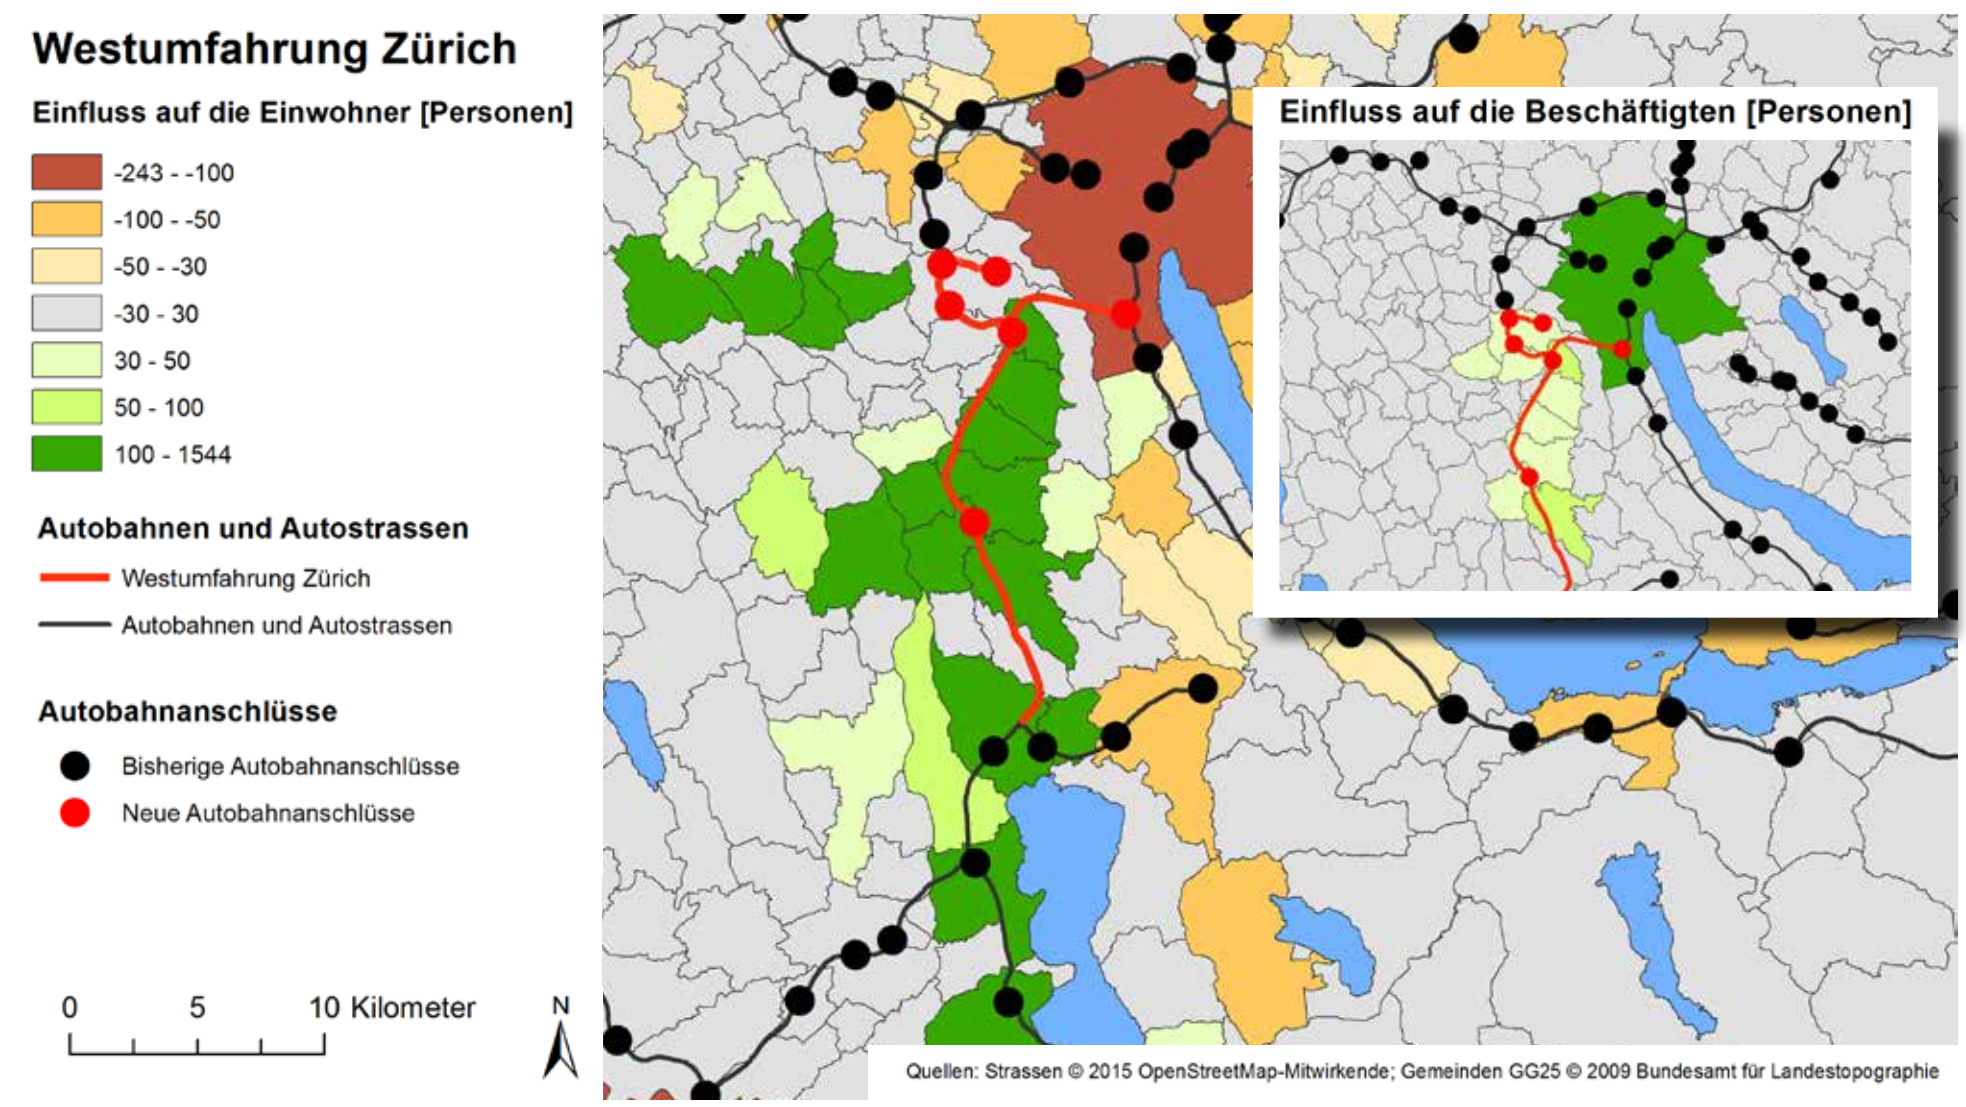 Westumfahrung Zürich
Einfluss auf die Einwohner [Personen]
-243 - -100
-100 - -50
-50 - -30
-30 - 30
30 - 50
50 - 100
100 - 1544
Autobahnen und Autostrassen
Westumfahrung Zürich
Autobahnen und Autostrassen
Autobahnanschlüsse
Bisherige Autobahnanschlüsse
Neue Autobahnanschlüsse
0 5 10 Kilometer
N
Einfluss auf die Beschäftigten [Personen]
Quellen: Strassen © 2015 OpenStreetMap-Mitwirkende; Gemeinden GG25 © 2009 Bundesamt für Landestopographie